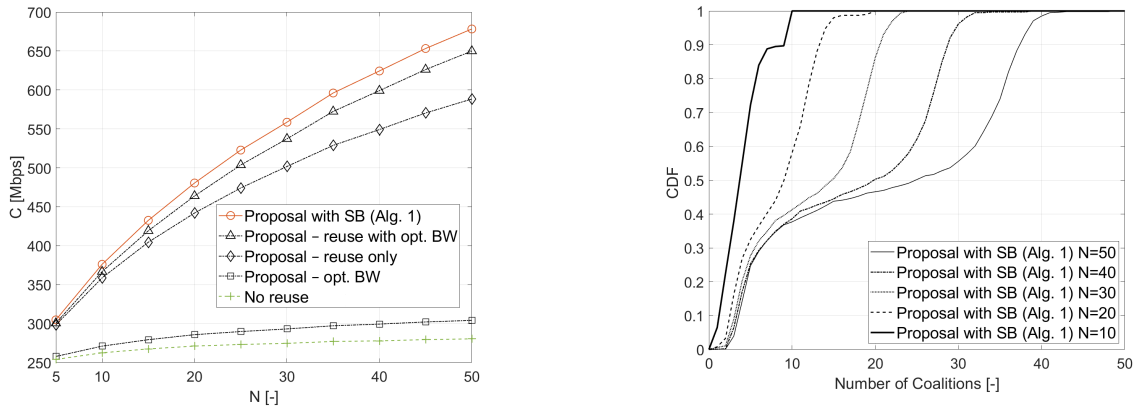 700
650
600
550
500
450
400
350
300
250
C [Mbps]
Proposal with SB (Alg. 1)
Proposal – reuse with opt. BW
Proposal – reuse only
Proposal – opt. BW
No reuse
5
10
20
30
40
50
N [-]
1
0.9
0.8
0.7
0.6
0.5
0.4
0.3
0.2
0.1
0
CDF
Proposal with SB (Alg. 1) N=50
Proposal with SB (Alg. 1) N=40
Proposal with SB (Alg. 1) N=30
Proposal with SB (Alg. 1) N=20
Proposal with SB (Alg. 1) N=10
0
10
20
30
40
50
Number of Coalitions [-]